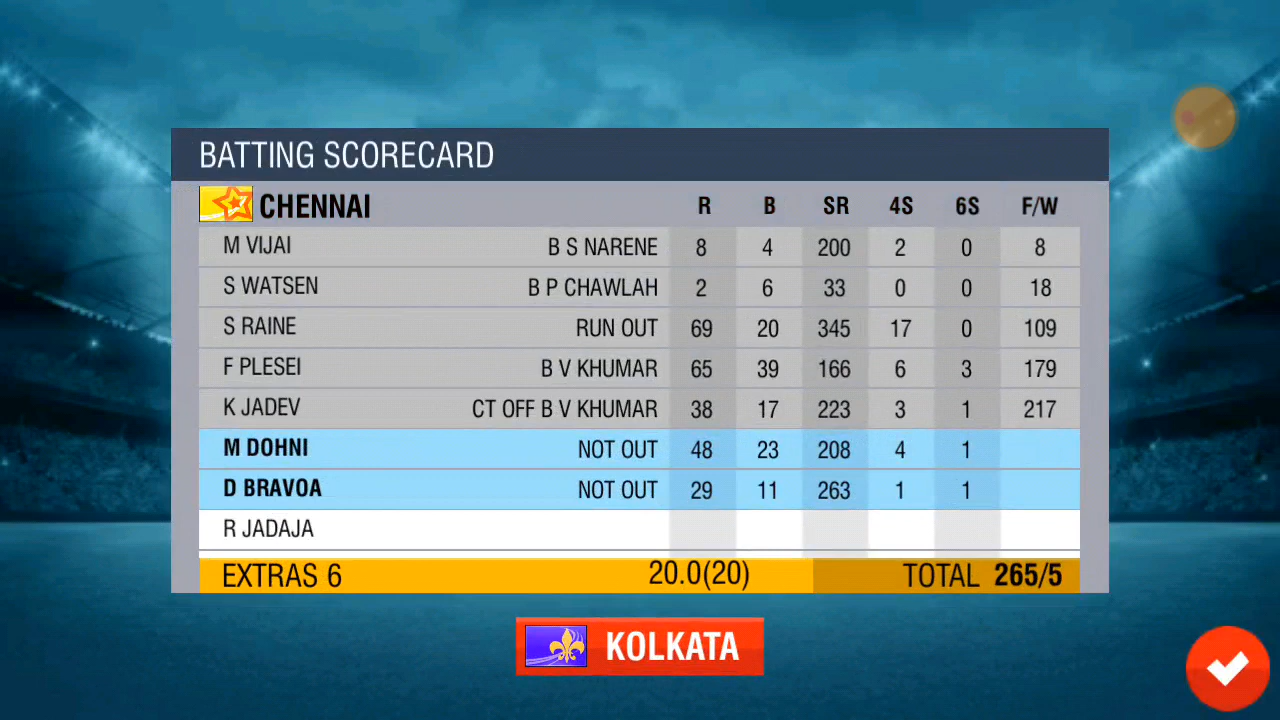 BATTING SCORECARD
CHENNAI R B SR 4S 6S F/W
M VIJAI B S NARENE 8 4 200 2 0 8
S WATSEN B P CHAWLAH 2 6 33 0 0 18
S RAINE RUN OUT 69 20 345 17 0 109
F PLESEI B V KHUMAR 65 39 166 6 3 179
K JADEV CT OFF B V KHUMAR 38 17 223 3 1 217
M DOHNI NOT OUT 48 23 208 4 1
D BRAVOA NOT OUT 29 11 263 1 1
R JADAJA
EXTRAS 6 20.0(20) TOTAL 265/5
KOLKATA